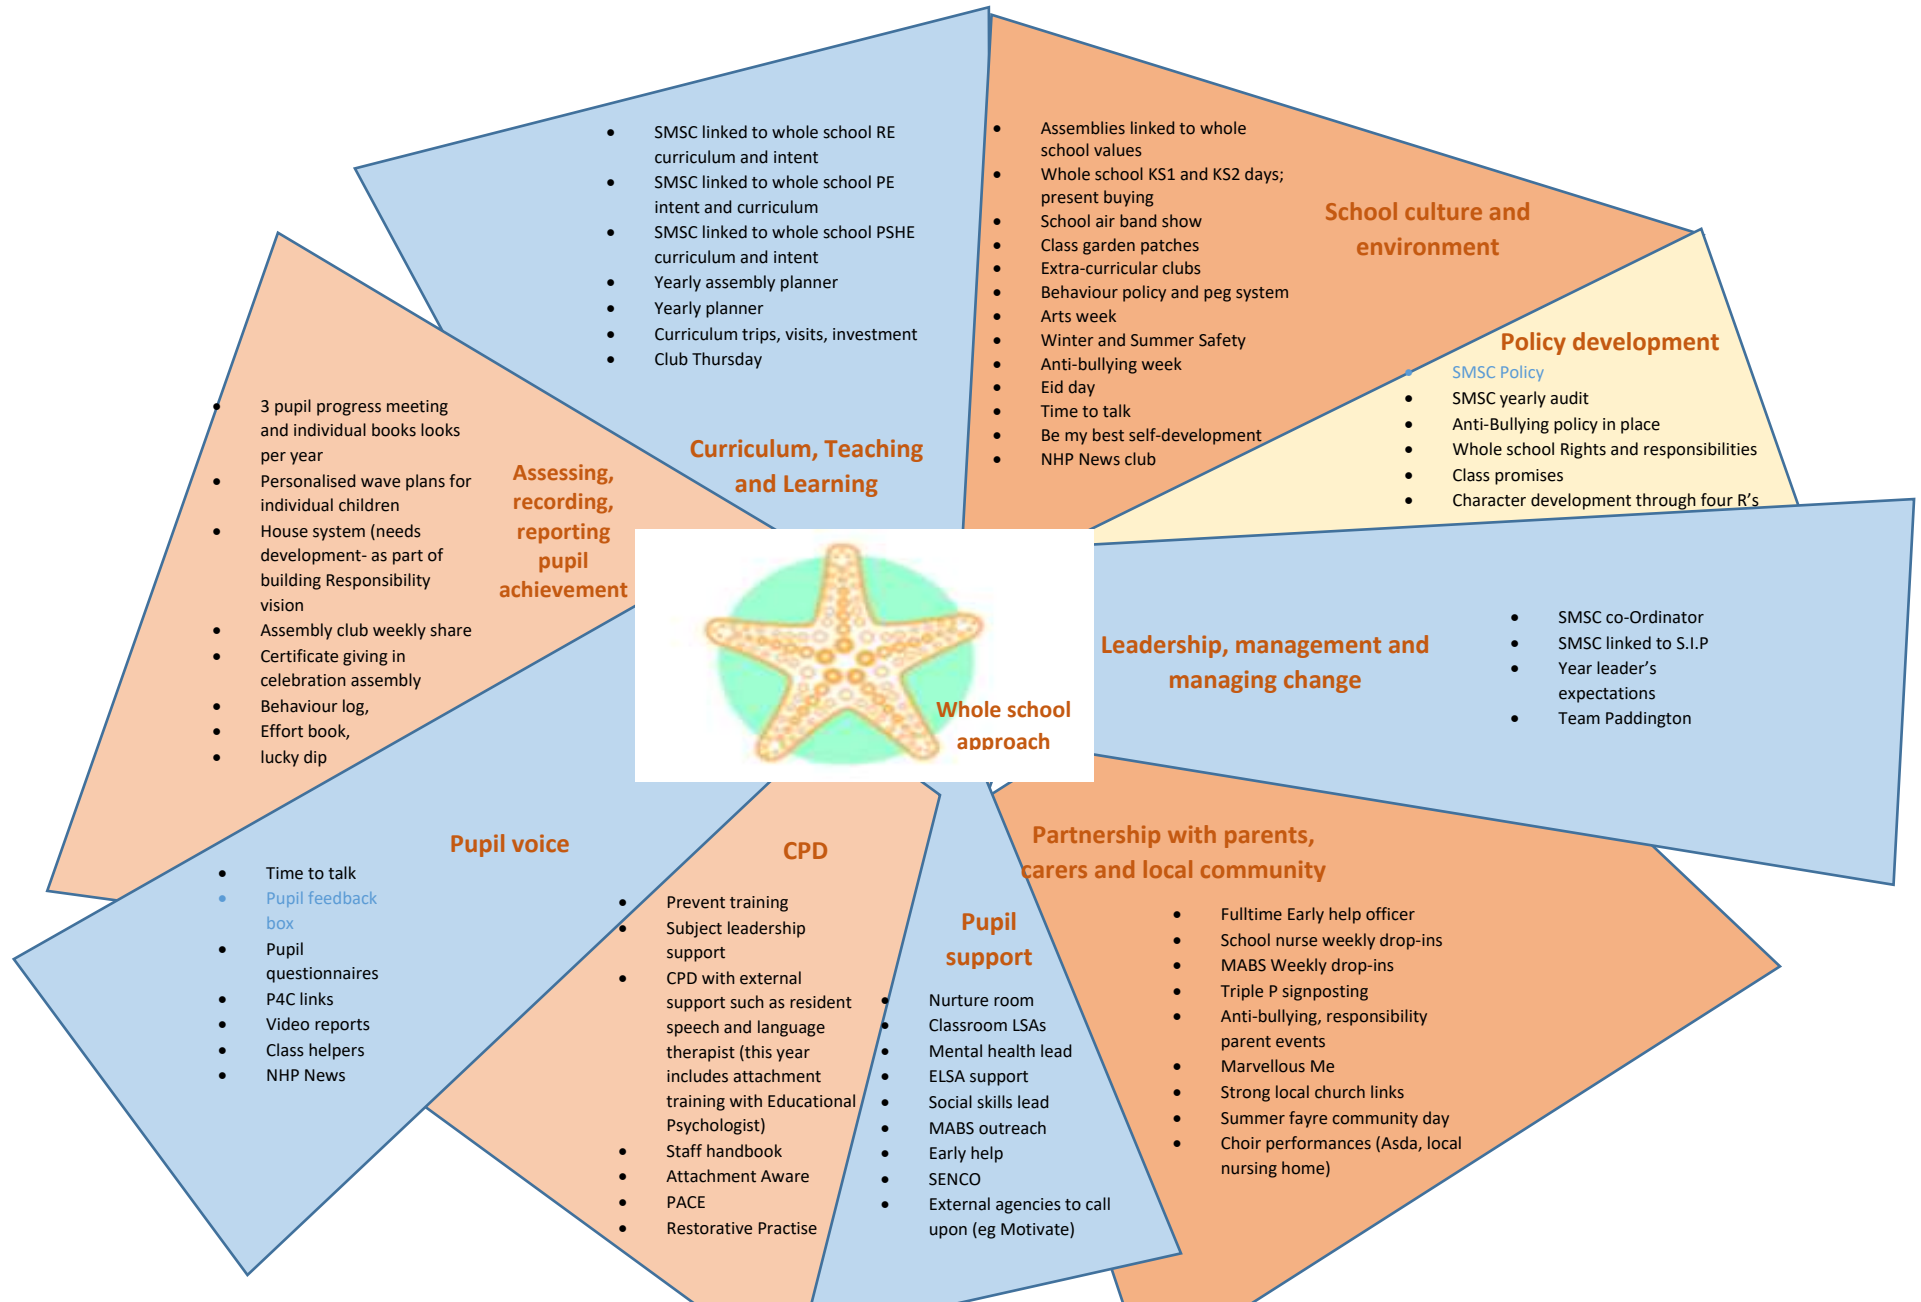 • SMSC linked to whole school RE
curriculum and intent
• SMSC linked to whole school PE
intent and curriculum
• SMSC linked to whole school PSHE
curriculum and intent
• Yearly assembly planner
• Yearly planner
• Curriculum trips, visits, investment
• Club Thursday
Curriculum, Teaching
and Learning
• Assemblies linked to whole
school values
• Whole school KS1 and KS2 days;
present buying
• School air band show
• Class garden patches
• Extra-curricular clubs
• Behaviour policy and peg system
• Arts week
• Winter and Summer Safety
• Anti-bullying week
• Eid day
• Time to talk
• Be my best self-development
• NHP News club
School culture and
environment
Policy development
• SMSC Policy
• SMSC yearly audit
• Anti-Bullying policy in place
• Whole school Rights and responsibilities
• Class promises
• Character development through four R's
• 3 pupil progress meeting
and individual books looks
per year
• Personalised wave plans for
individual children
• House system (needs
development- as part of
building Responsibility
vision
• Assembly club weekly share
• Certificate giving in
celebration assembly
• Behaviour log,
• Effort book,
• lucky dip
Assessing,
recording,
reporting
pupil
achievement
Whole school
approach
Leadership, management and
managing change
• SMSC co-Ordinator
• SMSC linked to S.I.P
• Year leader's
expectations
• Team Paddington
Pupil voice
• Time to talk
• Pupil feedback
box
• Pupil
questionnaires
• P4C links
• Video reports
• Class helpers
• NHP News
CPD
• Prevent training
• Subject leadership
support
• CPD with external
support such as resident
speech and language
therapist (this year
includes attachment
training with Educational
Psychologist)
• Staff handbook
• Attachment Aware
• PACE
• Restorative Practise
Pupil
support
• Nurture room
• Classroom LSAs
• Mental health lead
• ELSA support
• Social skills lead
• MABS outreach
• Early help
• SENCO
• External agencies to call
upon (eg Motivate)
Partnership with parents,
carers and local community
• Fulltime Early help officer
• School nurse weekly drop-ins
• MABS Weekly drop-ins
• Triple P signposting
• Anti-bullying, responsibility
parent events
• Marvellous Me
• Strong local church links
• Summer fayre community day
• Choir performances (Asda, local
nursing home)